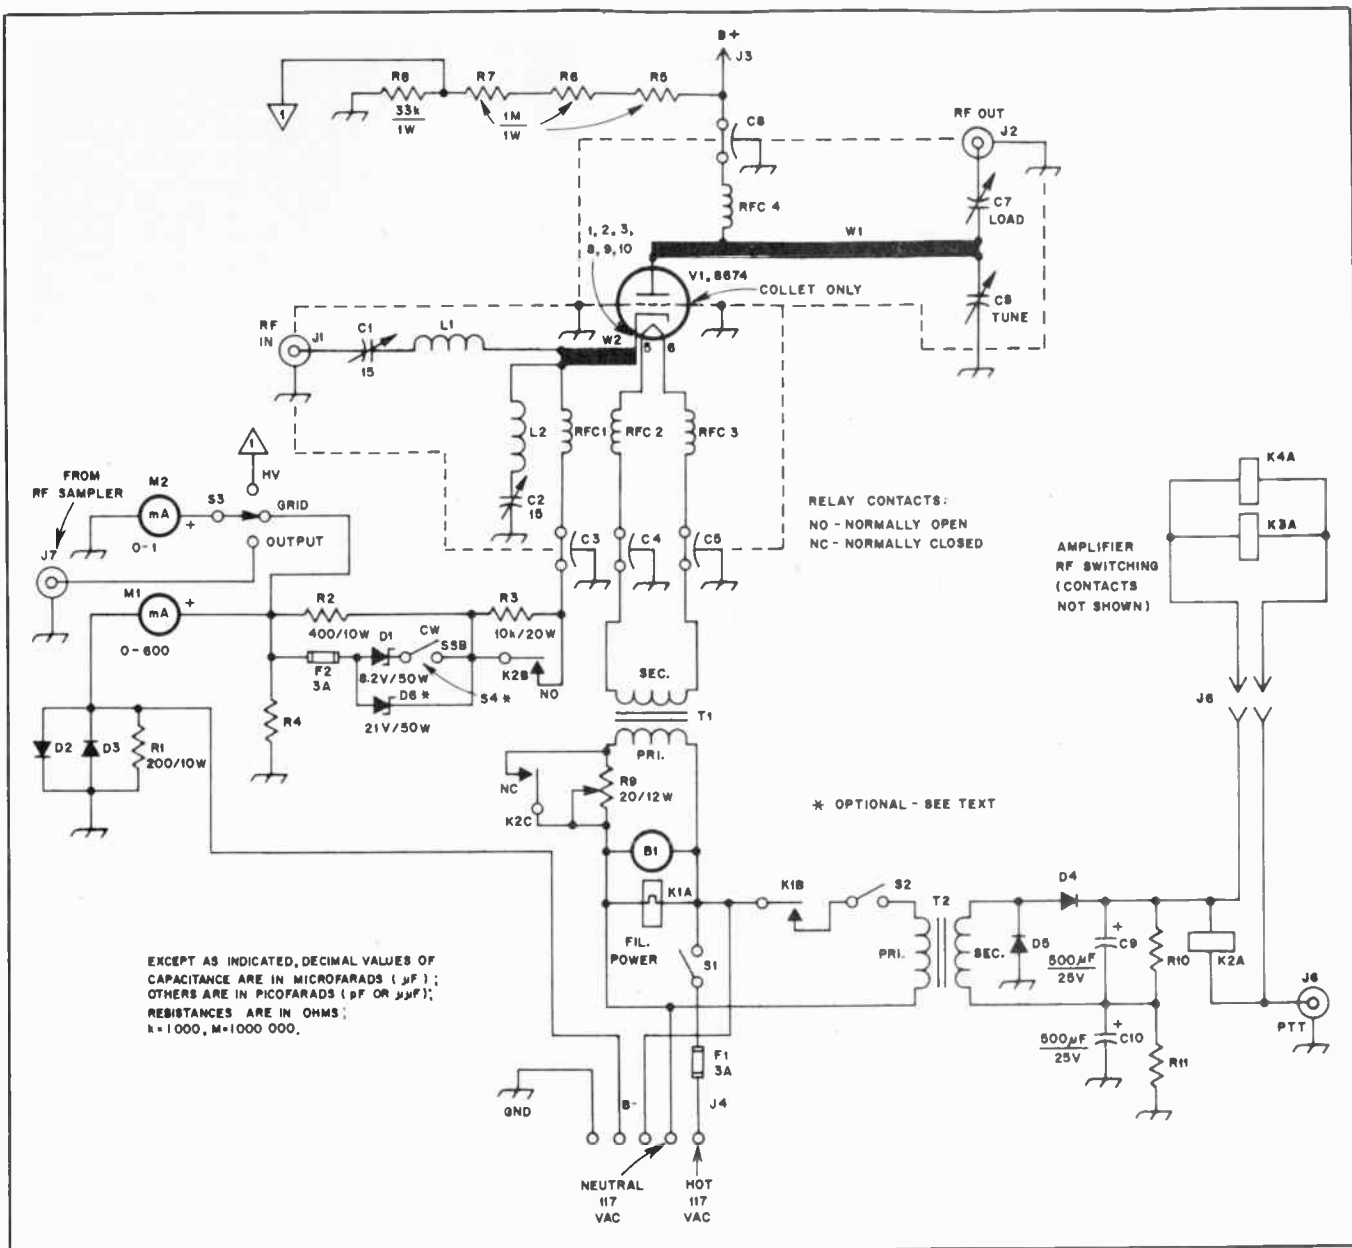 B+
J3
R8
33k
1W
R7
R6
R5
1M
1W
1
C8
RF OUT
J2
RFC 4
C7
LOAD
W1
1, 2, 3,
8, 9, 10
V1, 8674
COLLET ONLY
C8
TUNE
RF
IN
J1
C1
15
L1
W2
5
6
L2
RFC 1
RFC 2
RFC 3
C2
15
C3
C4
C5
1
HV
FROM
RF SAMPLER
M2
mA
+
0-1
S3
GRID
OUTPUT
J7
RELAY CONTACTS:
NO - NORMALLY OPEN
NC - NORMALLY CLOSED
K4A
K3A
AMPLIFIER
RF SWITCHING
(CONTACTS
NOT SHOWN)
M1
mA
+
0-600
R2
400/10W
R3
10k/20W
F2
3A
D1
8.2V/50W
CW
SSB
S4 *
K2B
NO
D6 *
21V/50W
R4
D2
D3
R1
200/10W
SEC.
T1
PRI.
J6
NC
K2C
R9
20/12W
* OPTIONAL - SEE TEXT
B1
K1A
FIL.
POWER
S1
K1B
S2
T2
PRI.
SEC.
D4
D5
+
C9
500μF
25V
R10
K2A
+
C10
500μF
25V
R11
J6
PTT
EXCEPT AS INDICATED, DECIMAL VALUES OF
CAPACITANCE ARE IN MICROFARADS ( μF ) ;
OTHERS ARE IN PICOFARADS ( pF OR μμF);
RESISTANCES ARE IN OHMS ;
k=1000, M=1000 000.
GND
B-
F1
3A
J4
NEUTRAL
117
VAC
HOT
117
VAC